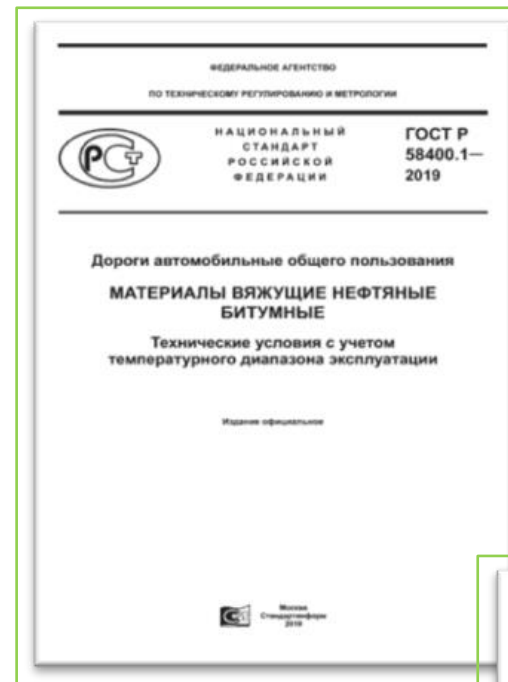 ФЕДЕРАЛЬНОЕ АГЕНТСТВО
ПО ТЕХНИЧЕСКОМУ РЕГУЛИРОВАНИЮ И МЕТРОЛОГИИ
РСТ
НАЦИОНАЛЬНЫЙ
СТАНДАРТ
РОССИЙСКОЙ
ФЕДЕРАЦИИ
ГОСТ Р
58400.1—
2019
Дороги автомобильные общего пользования
МАТЕРИАЛЫ ВЯЖУЩИЕ НЕФТЯНЫЕ
БИТУМНЫЕ
Технические условия с учетом
температурного диапазона эксплуатации
Издание официальное
Москва
Стандартинформ
2019